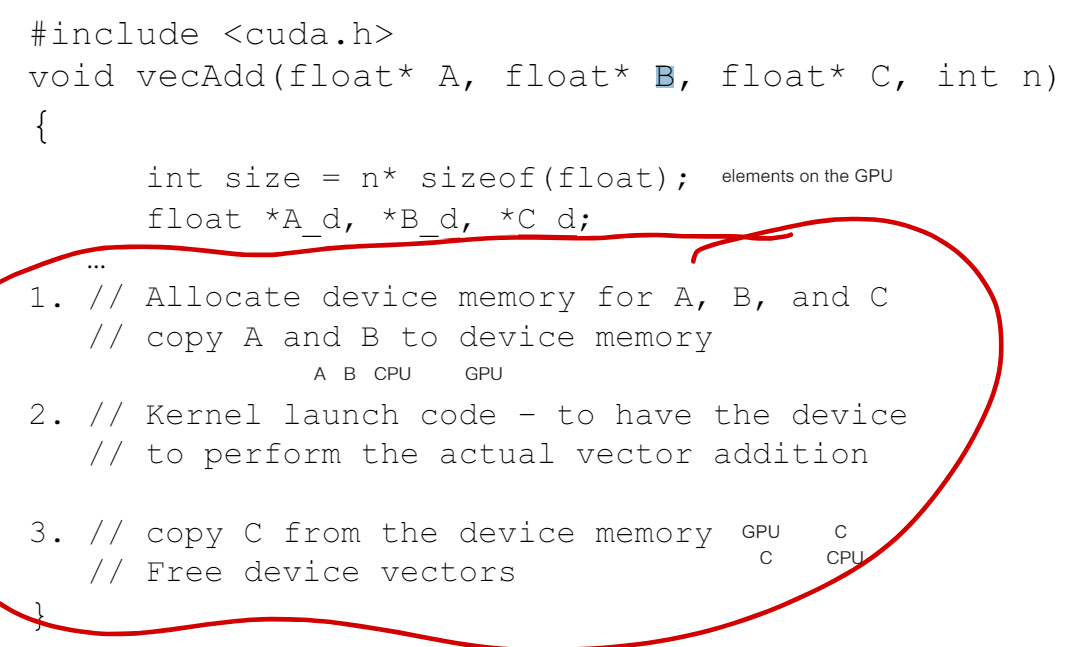 #include <cuda.h>
void vecAdd(float* A, float* B, float* C, int n)
{
int size = n* sizeof(float); elements on the GPU
float *A_d, *B_d, *C_d;
…
1. // Allocate device memory for A, B, and C
// copy A and B to device memory
A B CPU GPU
2. // Kernel launch code – to have the device
// to perform the actual vector addition
3. // copy C from the device memory GPU C
C CPU
// Free device vectors
}